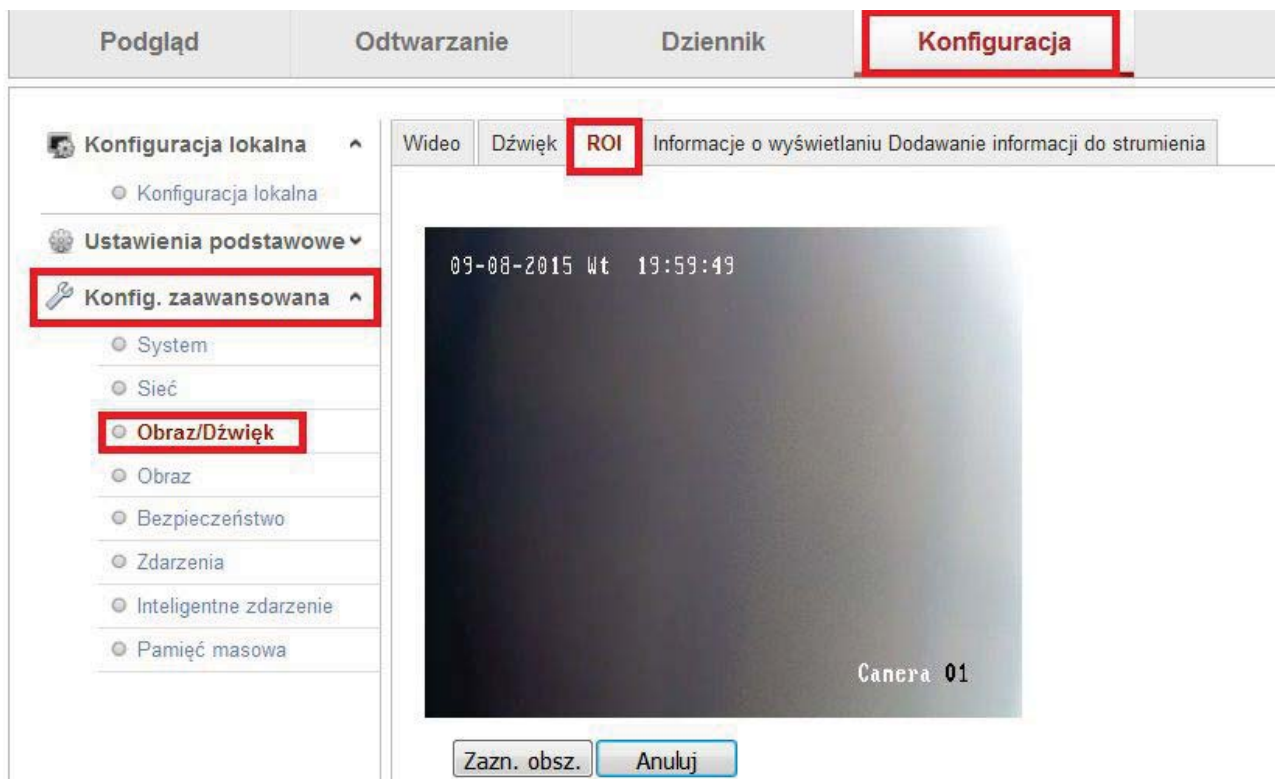 Podgląd Odtwarzanie Dziennik Konfiguracja
Konfiguracja lokalna
Konfiguracja lokalna
Ustawienia podstawowe
Konfig. zaawansowana
System
Sieć
Obraz/Dźwięk
Obraz
Bezpieczeństwo
Zdarzenia
Inteligentne zdarzenie
Pamięć masowa
Wideo Dźwięk ROI Informacje o wyświetlaniu Dodawanie informacji do strumienia
09-08-2015 Wt 19:59:49
Camera 01
Zazn. obsz. Anuluj